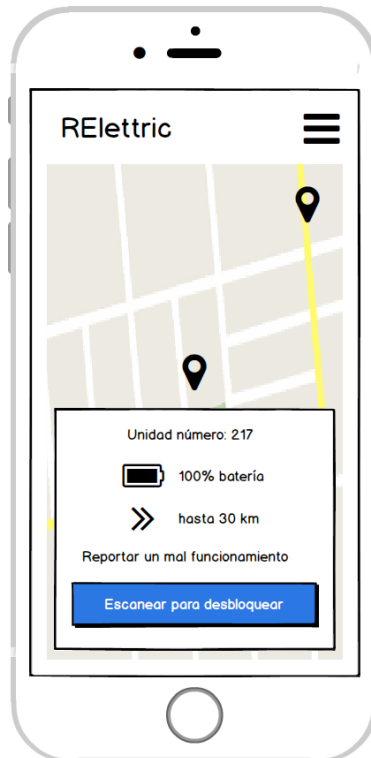 RElettric
Unidad número: 217
100% batería
hasta 30 km
Reportar un mal funcionamiento
Escanear para desbloquear